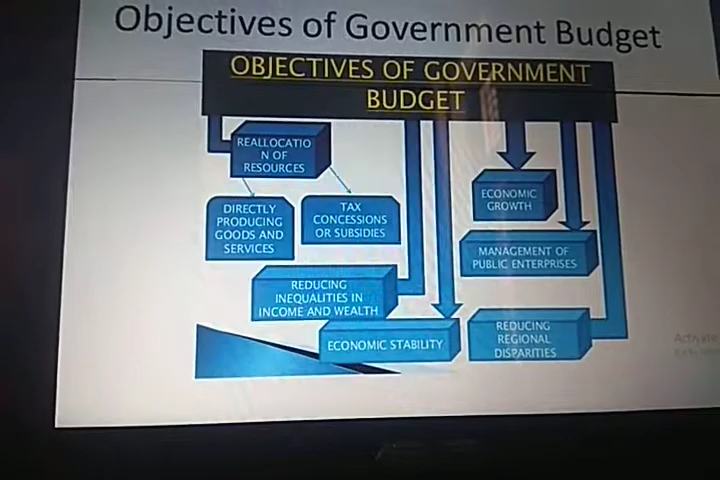 Objectives of Government Budget
OBJECTIVES OF GOVERNMENT
BUDGET
REALLOCATIO
N OF
RESOURCES
DIRECTLY
PRODUCING
GOODS AND
SERVICES
TAX
CONCESSIONS
OR SUBSIDIES
REDUCING
INEQUALITIES IN
INCOME AND WEALTH
ECONOMIC STABILITY
ECONOMIC
GROWTH
MANAGEMENT OF
PUBLIC ENTERPRISES
REDUCING
REGIONAL
DISPARITIES
Activate